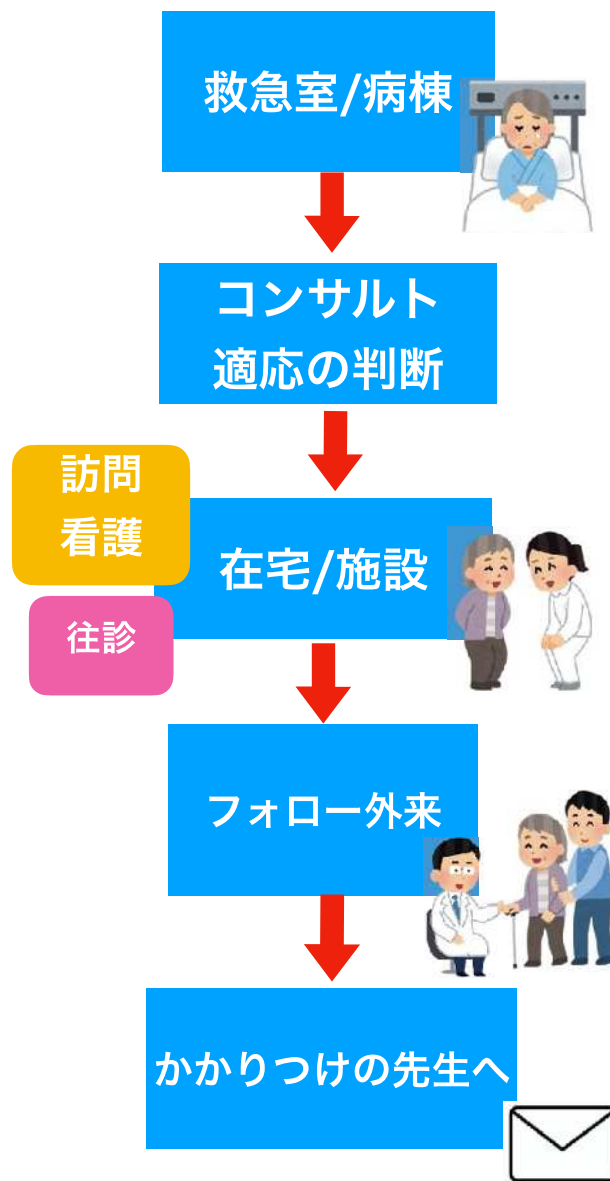 救急室/病棟
コンサルト
適応の判断
訪問
看護
在宅/施設
往診
フォロー外来
かかりつけの先生へ